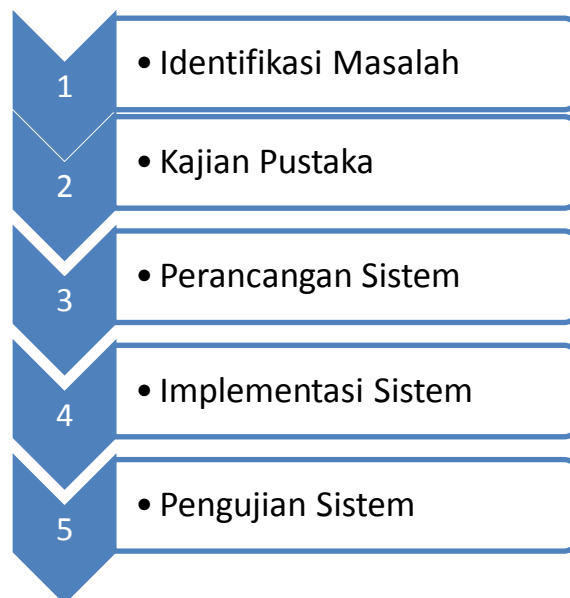 1
• Identifikasi Masalah
2
• Kajian Pustaka
3
• Perancangan Sistem
4
• Implementasi Sistem
5
• Pengujian Sistem